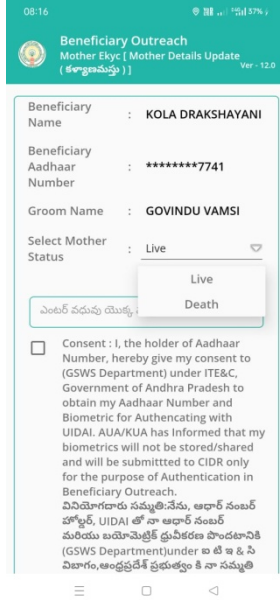 08:16
37%
Beneficiary Outreach
Mother Ekyc [ Mother Details Update
( కళ్యాణమస్తు ) ]
Ver - 12.0
Beneficiary Name : KOLA DRAKSHAYANI
Beneficiary Aadhaar Number : ********7741
Groom Name : GOVINDU VAMSI
Select Mother Status : Live
Live
Death
ఎంటర్ వధువు యొక్క
Consent : I, the holder of Aadhaar
Number, hereby give my consent to
(GSWS Department) under ITE&C,
Government of Andhra Pradesh to
obtain my Aadhaar Number and
Biometric for Authencating with
UIDAI. AUA/KUA has Informed that my
biometrics will not be stored/shared
and will be submittted to CIDR only
for the purpose of Authentication in
Beneficiary Outreach.
వినియోగదారు సమ్మతి:నేను, ఆధార్ నంబర్
హోల్డర్, UIDAI తో నా ఆధార్ నంబర్
మరియు బయోమెట్రిక్ ధ్రువీకరణ పొందటానికి
(GSWS Department)under ఐ టి ఇ & సి
విబాగం,ఆంధ్రప్రదేశ్ ప్రభుత్వం కి నా సమ్మతి